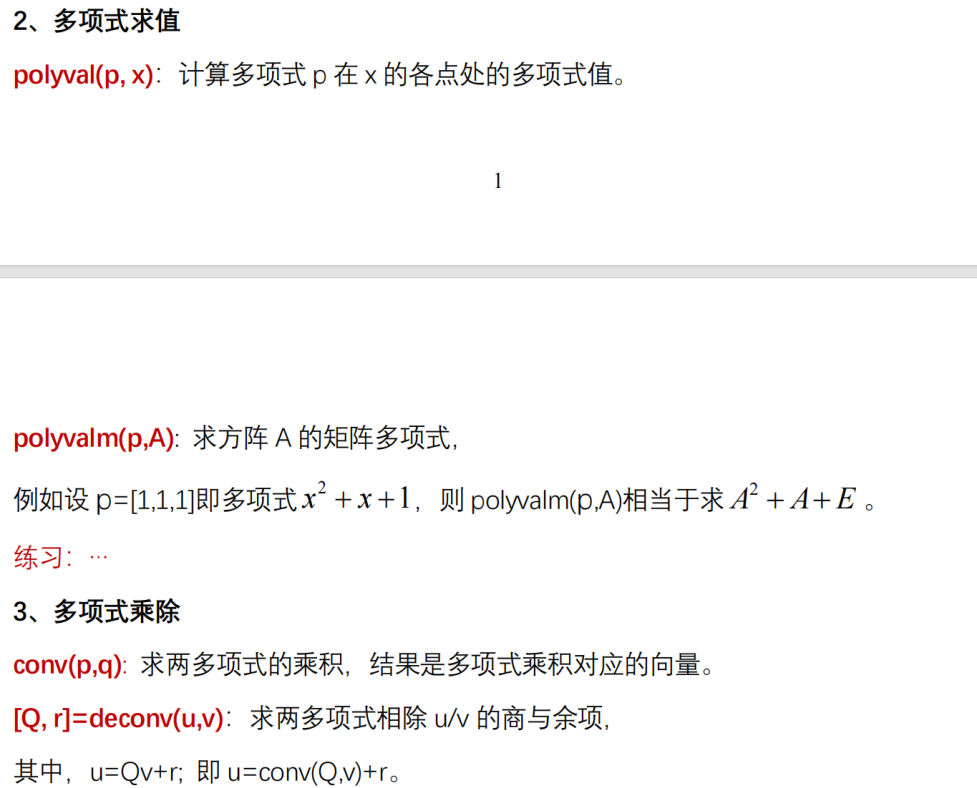 2、多项式求值
polyval(p, x)：计算多项式 p 在 x 的各点处的多项式值。
1
polyvalm(p,A): 求方阵 A 的矩阵多项式,
例如设 p=[1,1,1]即多项式 x² + x + 1，则 polyvalm(p,A)相当于求 A² + A + E 。
练习：…
3、多项式乘除
conv(p,q): 求两多项式的乘积，结果是多项式乘积对应的向量。
[Q, r]=deconv(u,v)：求两多项式相除 u/v 的商与余项,
其中，u=Qv+r; 即 u=conv(Q,v)+r。